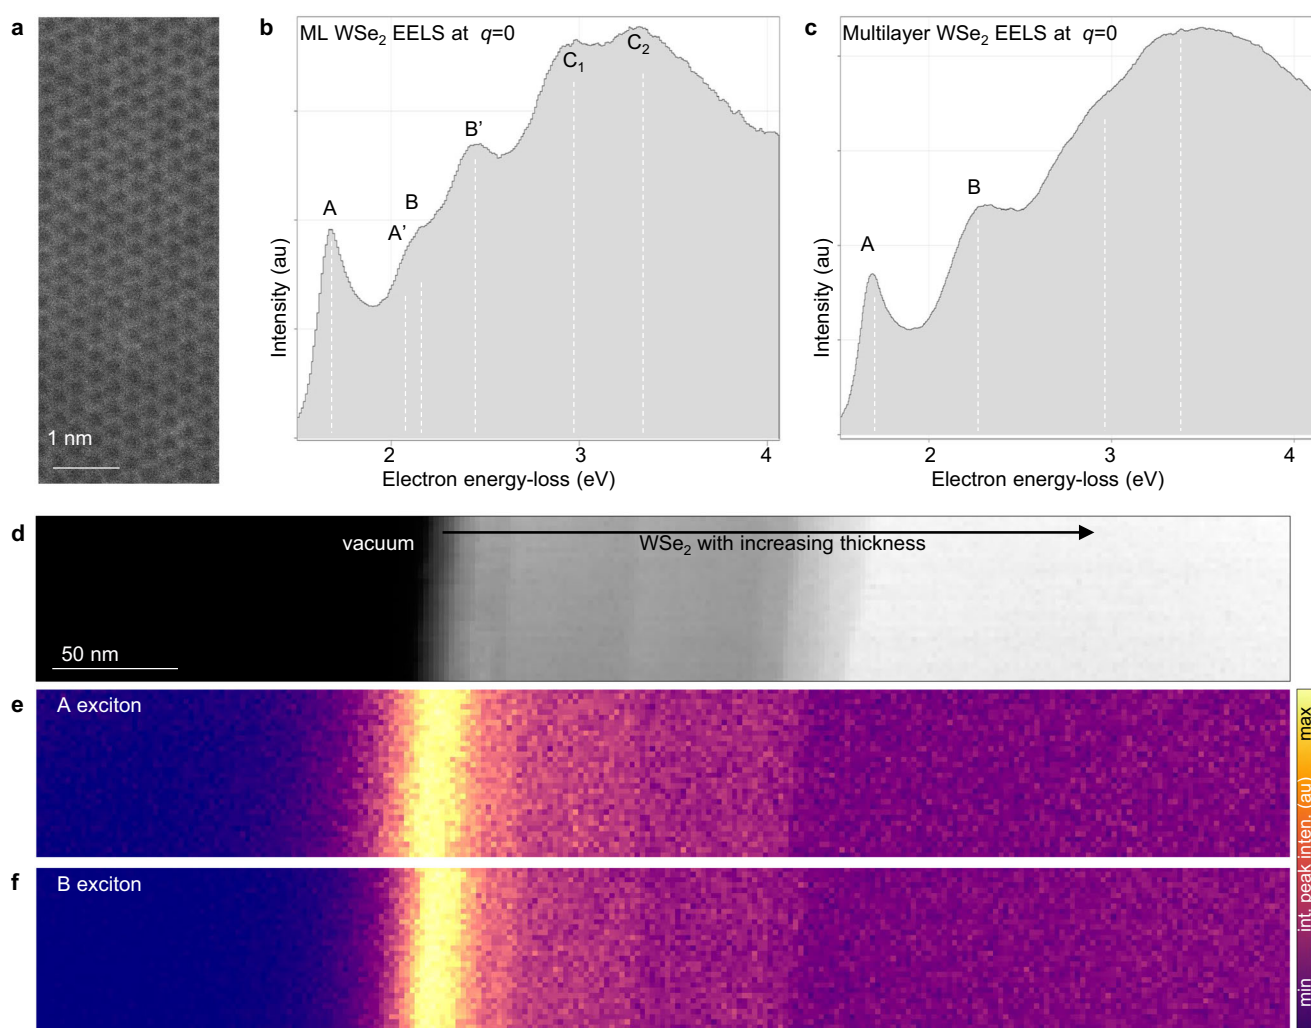 a
1 nm
b
ML WSe₂ EELS at q=0
A
A’
B
B’
C₁
C₂
Intensity (au)
2 3 4
Electron energy-loss (eV)
c
Multilayer WSe₂ EELS at q=0
A
B
Intensity (au)
2 3 4
Electron energy-loss (eV)
d
vacuum
WSe₂ with increasing thickness
50 nm
e
A exciton
f
B exciton
max
int. peak inten. (au)
min